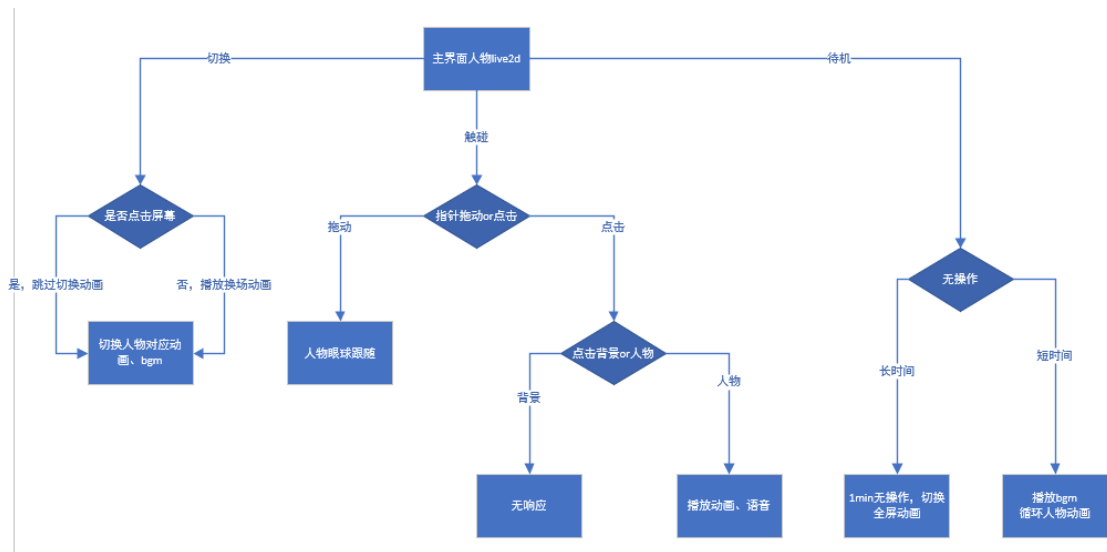 主界面人物live2d
切换
待机
触碰
是否点击屏幕
指针拖动or点击
拖动
点击
无操作
是，跳过切换动画
否，播放换场动画
切换人物对应动
画、bgm
人物眼球跟随
点击背景or人物
长时间
短时间
背景
人物
无响应
播放动画、语音
1min无操作，切换
全屏动画
播放bgm
循环人物动画